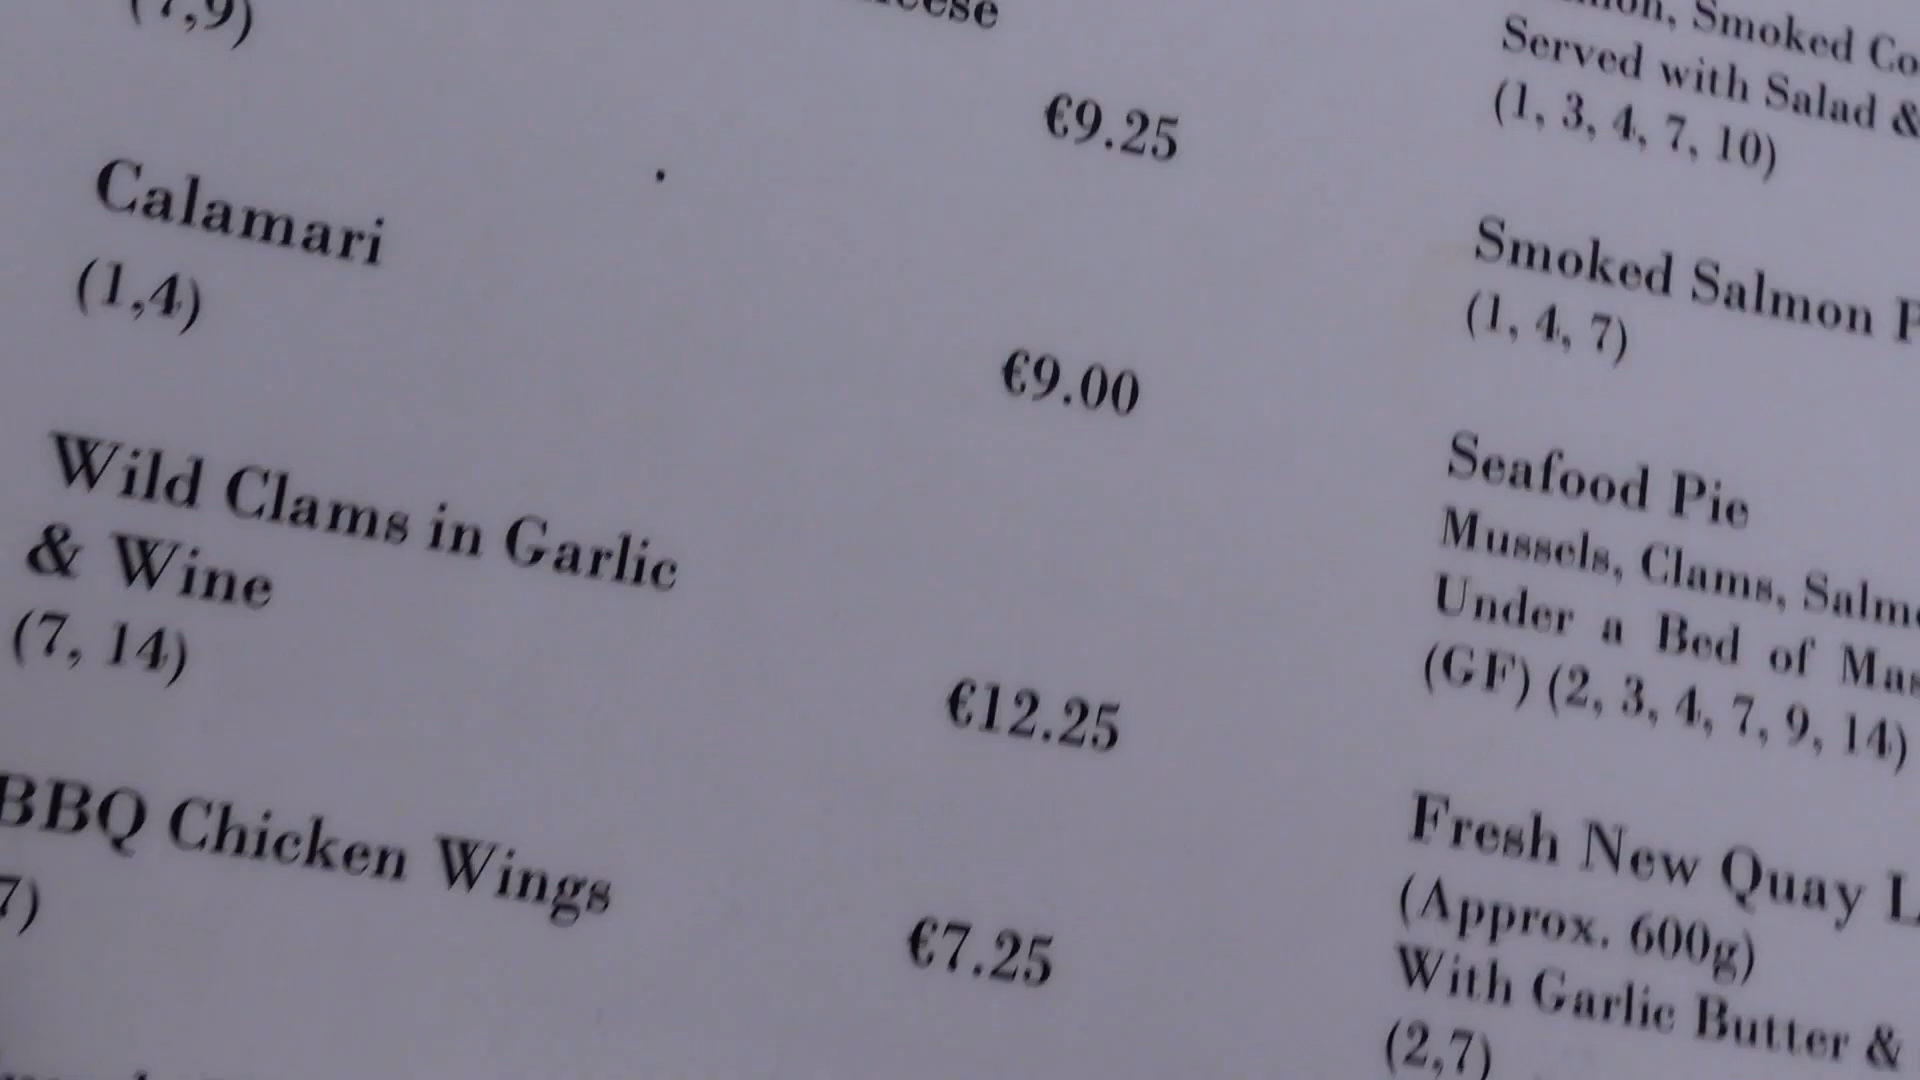 (7,9)
€9.25
Calamari
(1,4)
€9.00
Wild Clams in Garlic
& Wine
(7, 14)
€12.25
BBQ Chicken Wings
7)
€7.25
Smoked
Served with Salad &
(1, 3, 4, 7, 10)
Smoked Salmon
(1, 4, 7)
Seafood Pie
Mussels, Clams,
Under a Bed of
(GF) (2, 3, 4, 7, 9, 14)
Fresh New Quay
(Approx. 600g)
With Garlic Butter &
(2,7)